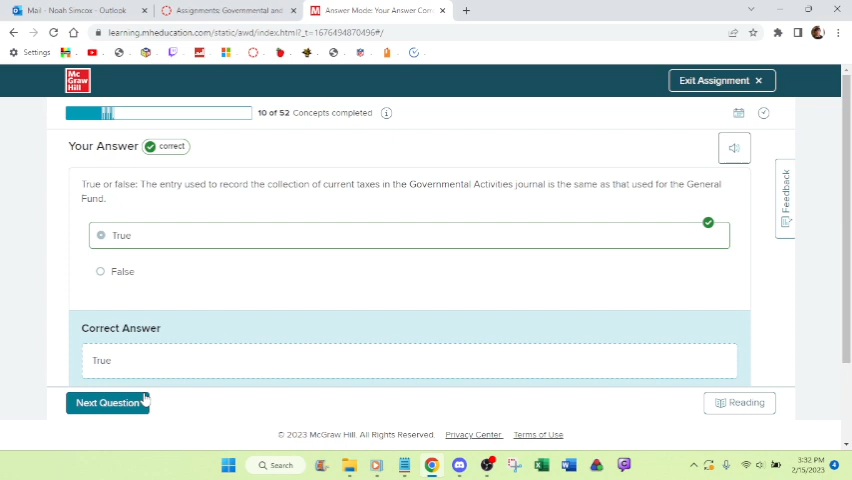 Mail - Noah Simcox - Outlook
Assignments: Governmental and
Answer Mode: Your Answer Cor
learning.mheducation.com/static/awd/index.html?_t=1676494870496#/
Settings
Mc
Graw
Hill
Exit Assignment
10 of 52 Concepts completed
Your Answer
correct
True or false: The entry used to record the collection of current taxes in the Governmental Activities journal is the same as that used for the General
Fund.
True
False
Feedback
Correct Answer
True
Next Question
Reading
© 2023 McGraw Hill. All Rights Reserved.
Privacy Center
Terms of Use
Search
3:32 PM
2/15/2023
4